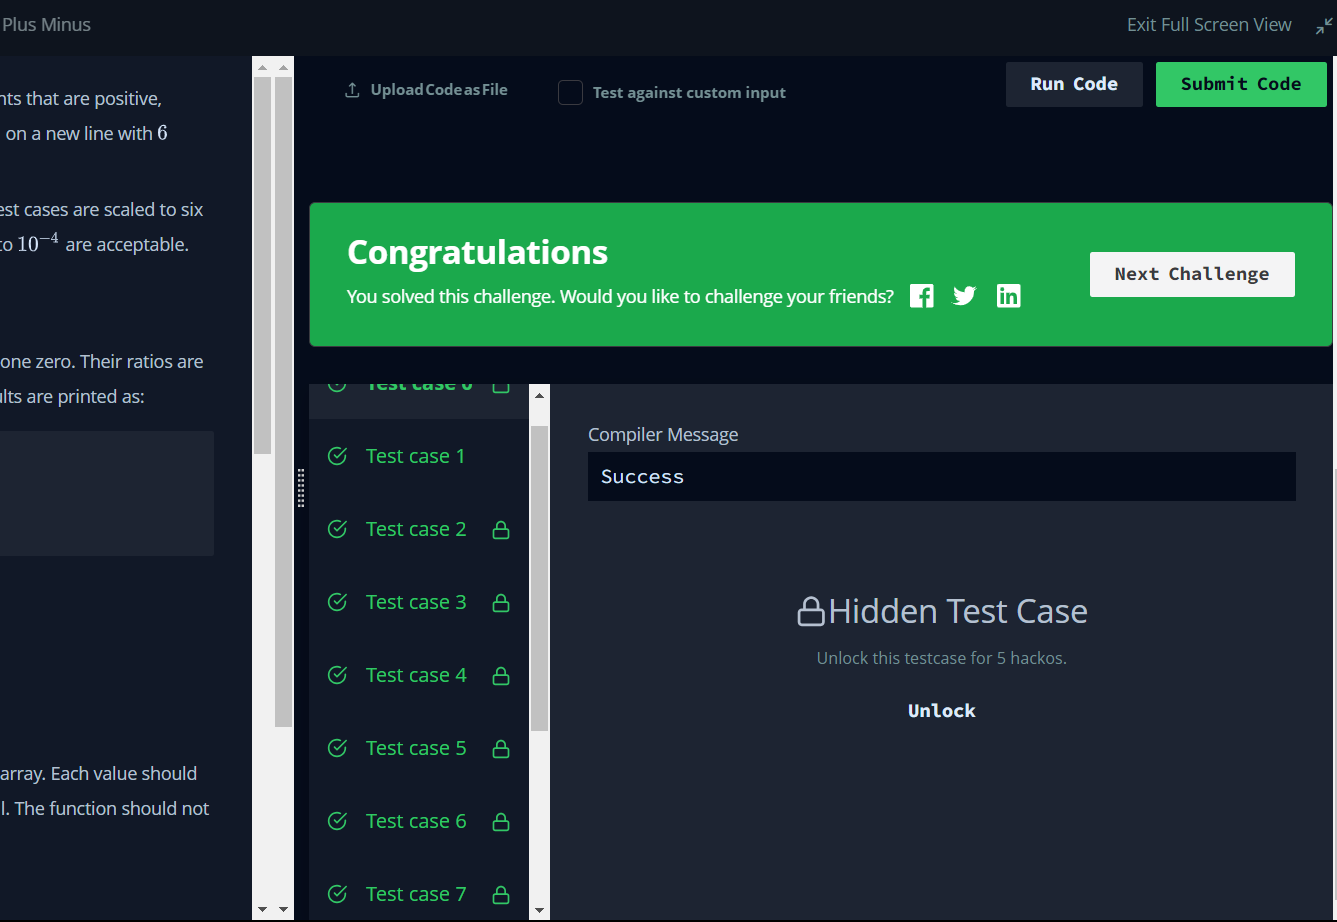 Plus Minus
Exit Full Screen View
nts that are positive,
on a new line with 6
est cases are scaled to six
to 10⁻⁴ are acceptable.
one zero. Their ratios are
ults are printed as:
array. Each value should
l. The function should not
Upload Code as File
Test against custom input
Run Code
Submit Code
Congratulations
You solved this challenge. Would you like to challenge your friends?
Next Challenge
Test case 0
Test case 1
Test case 2
Test case 3
Test case 4
Test case 5
Test case 6
Test case 7
Compiler Message
Success
Hidden Test Case
Unlock this testcase for 5 hackos.
Unlock